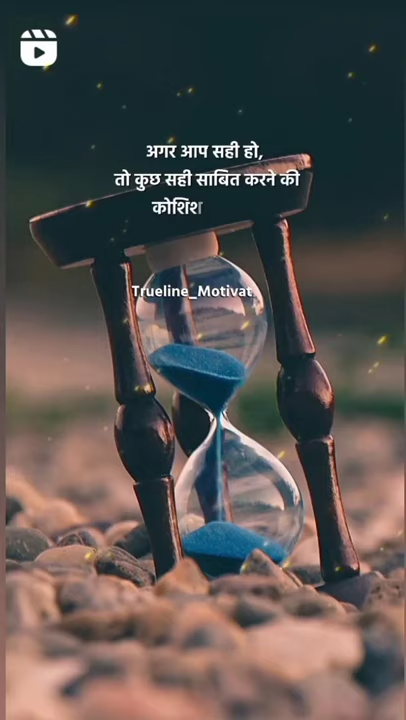 अगर आप सही हो,
तो कुछ सही साबित करने की
कोशिश
Trueline_Motivat